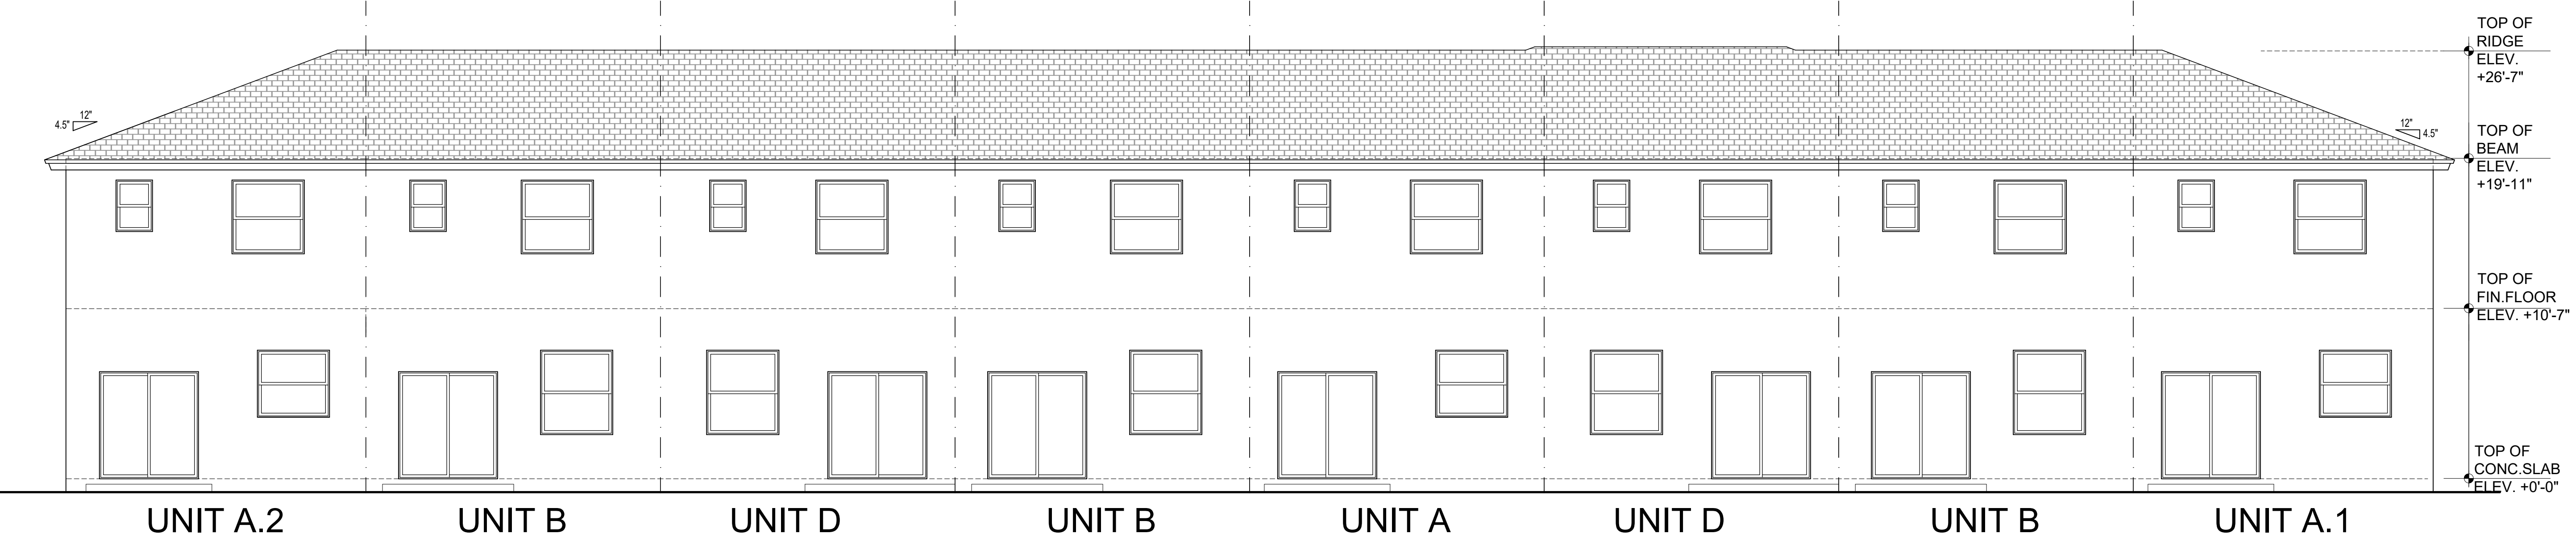 TOP OF
RIDGE
ELEV.
+26'-7"
12"
4.5"
12"
4.5"
TOP OF
BEAM
ELEV.
+19'-11"
TOP OF
FIN.FLOOR
ELEV. +10'-7"
TOP OF
CONC.SLAB
ELEV. +0'-0"
UNIT A.2 UNIT B UNIT D UNIT B UNIT A UNIT D UNIT B UNIT A.1